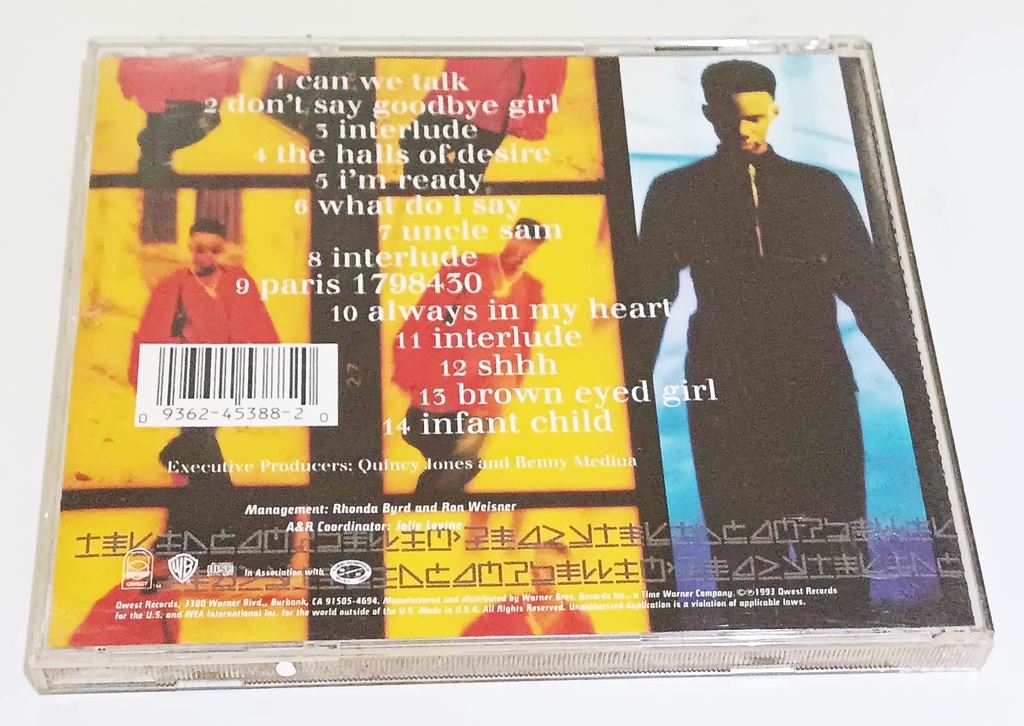 1 can we talk
2 don't say goodbye girl
3 interlude
4 the halls of desire
5 i'm ready
6 what do i say
7 uncle sam
8 interlude
9 paris 1798430
10 always in my heart
11 interlude
12 shhh
13 brown eyed girl
14 infant child
27
0 9362-45388-2 0
Executive Producers: Quincy Jones and Benny Medina
Management: Rhonda Byrd and Ron Weisner
A&R Coordinator: Jolie Levine
QWEST TM WB disc In Association with
Qwest Records, 3300 Warner Blvd., Burbank, CA 91505-4694. Manufactured and distributed by Warner Bros. Records Inc., a Time Warner Company. ©℗1993 Qwest Records
for the U.S. and WEA International Inc. for the world outside of the U.S. Made in U.S.A. All Rights Reserved. Unauthorized duplication is a violation of applicable laws.